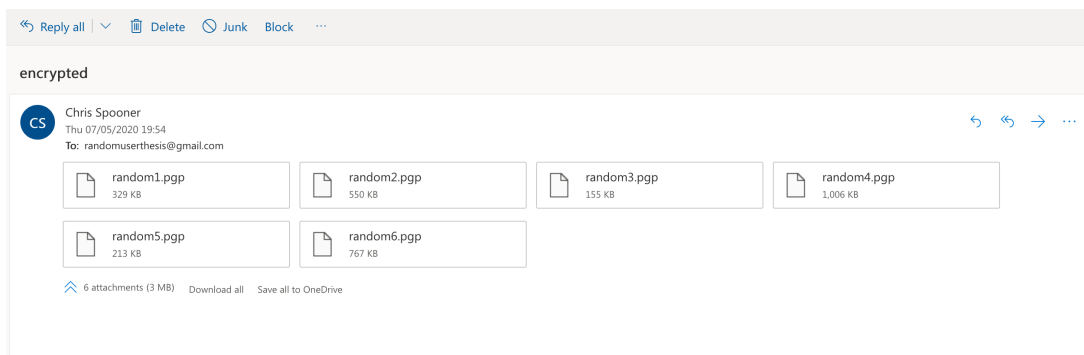 Reply all Delete Junk Block ...
encrypted
CS
Chris Spooner
Thu 07/05/2020 19:54
To: randomuserthesis@gmail.com
random1.pgp
329 KB
random2.pgp
550 KB
random3.pgp
155 KB
random4.pgp
1,006 KB
random5.pgp
213 KB
random6.pgp
767 KB
6 attachments (3 MB) Download all Save all to OneDrive